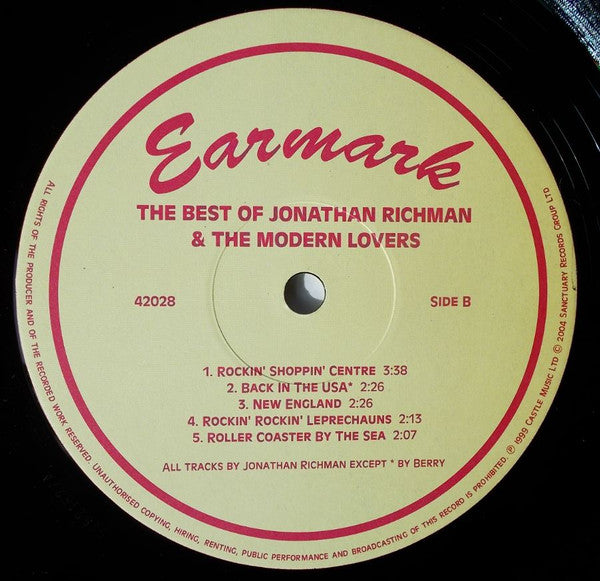 Earmark
THE BEST OF JONATHAN RICHMAN
& THE MODERN LOVERS
42028
SIDE B
1. ROCKIN' SHOPPIN' CENTRE 3:38
2. BACK IN THE USA* 2:26
3. NEW ENGLAND 2:26
4. ROCKIN' ROCKIN' LEPRECHAUNS 2:13
5. ROLLER COASTER BY THE SEA 2:07
ALL TRACKS BY JONATHAN RICHMAN EXCEPT * BY BERRY
ALL RIGHTS OF THE PRODUCER AND OF THE RECORDED WORK RESERVED. UNAUTHORISED COPYING, HIRING, RENTING, PUBLIC PERFORMANCE AND BROADCASTING OF THIS RECORD IS PROHIBITED. ℗ 1999 CASTLE MUSIC LTD © 2004 SANCTUARY RECORDS GROUP LTD